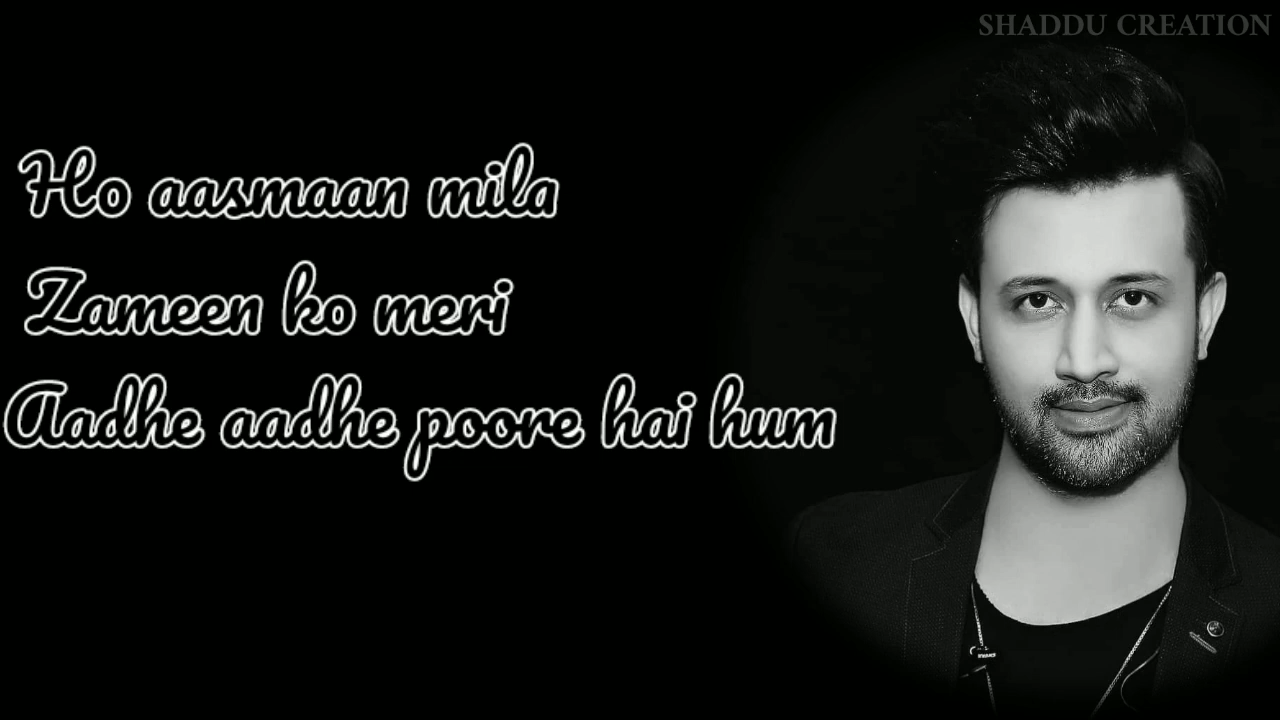 SHADDU CREATION
Ho aasmaan mila
Zameen ko meri
Aadhe aadhe poore hai hum